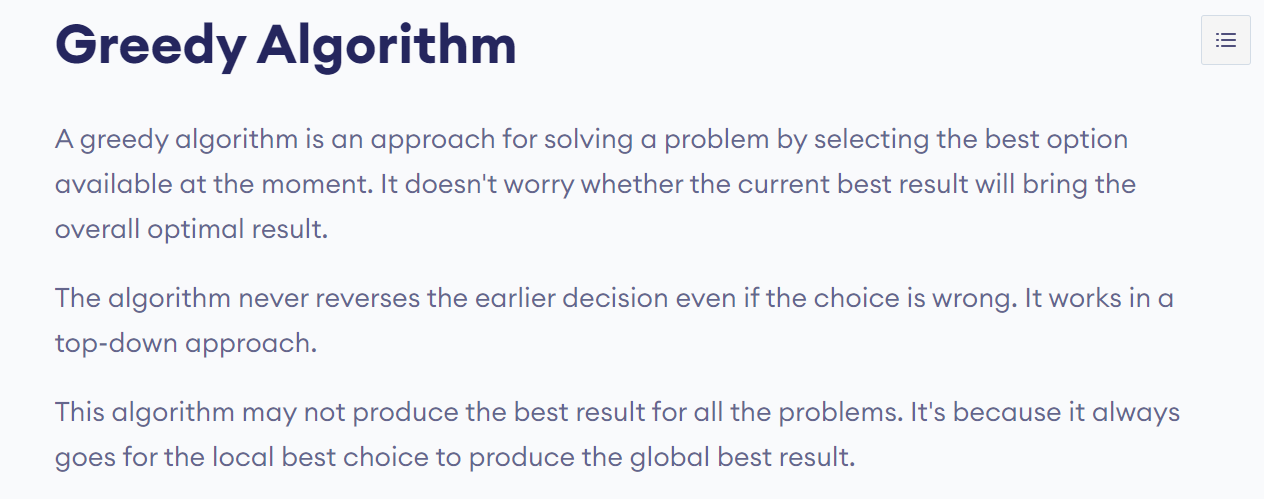 Greedy Algorithm
A greedy algorithm is an approach for solving a problem by selecting the best option
available at the moment. It doesn't worry whether the current best result will bring the
overall optimal result.
The algorithm never reverses the earlier decision even if the choice is wrong. It works in a
top-down approach.
This algorithm may not produce the best result for all the problems. It's because it always
goes for the local best choice to produce the global best result.